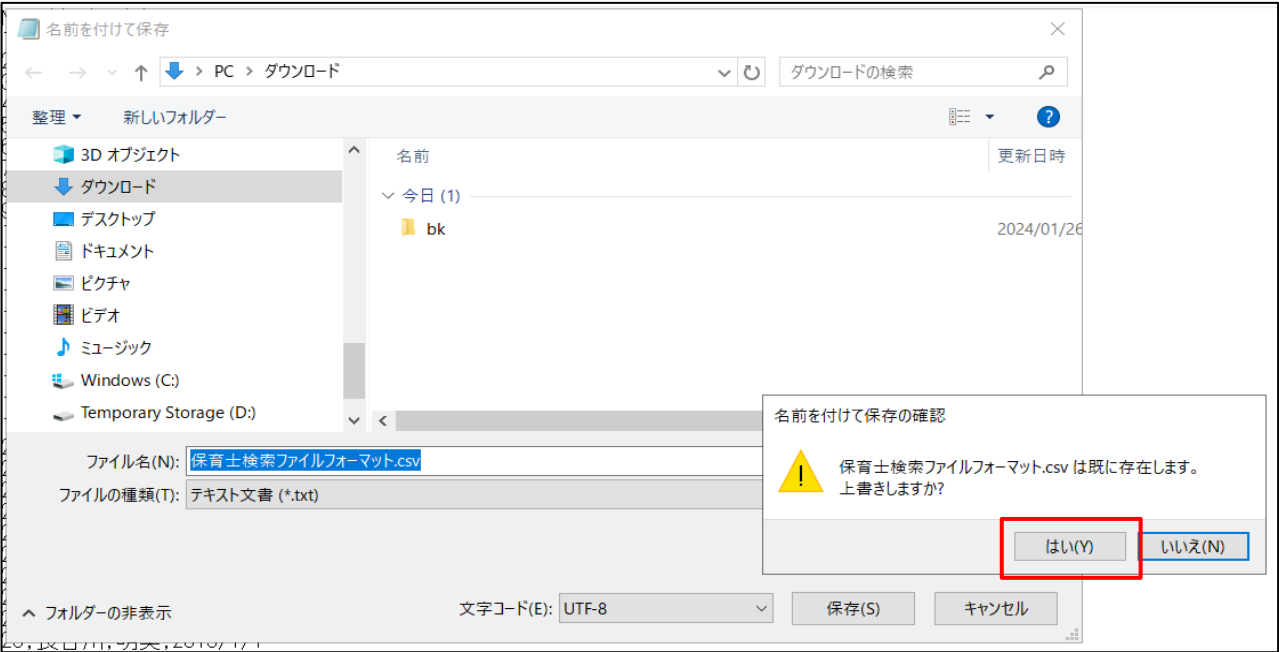 名前を付けて保存
PC > ダウンロード
ダウンロードの検索
整理
新しいフォルダー
?
3D オブジェクト
ダウンロード
デスクトップ
ドキュメント
ピクチャ
ビデオ
ミュージック
Windows (C:)
Temporary Storage (D:)
名前
更新日時
今日 (1)
bk
2024/01/26
ファイル名(N):
保育士検索ファイルフォーマット.csv
ファイルの種類(T):
テキスト文書 (*.txt)
名前を付けて保存の確認
保育士検索ファイルフォーマット.csv は既に存在します。
上書きしますか?
はい(Y)
いいえ(N)
フォルダーの非表示
文字コード(E):
UTF-8
保存(S)
キャンセル